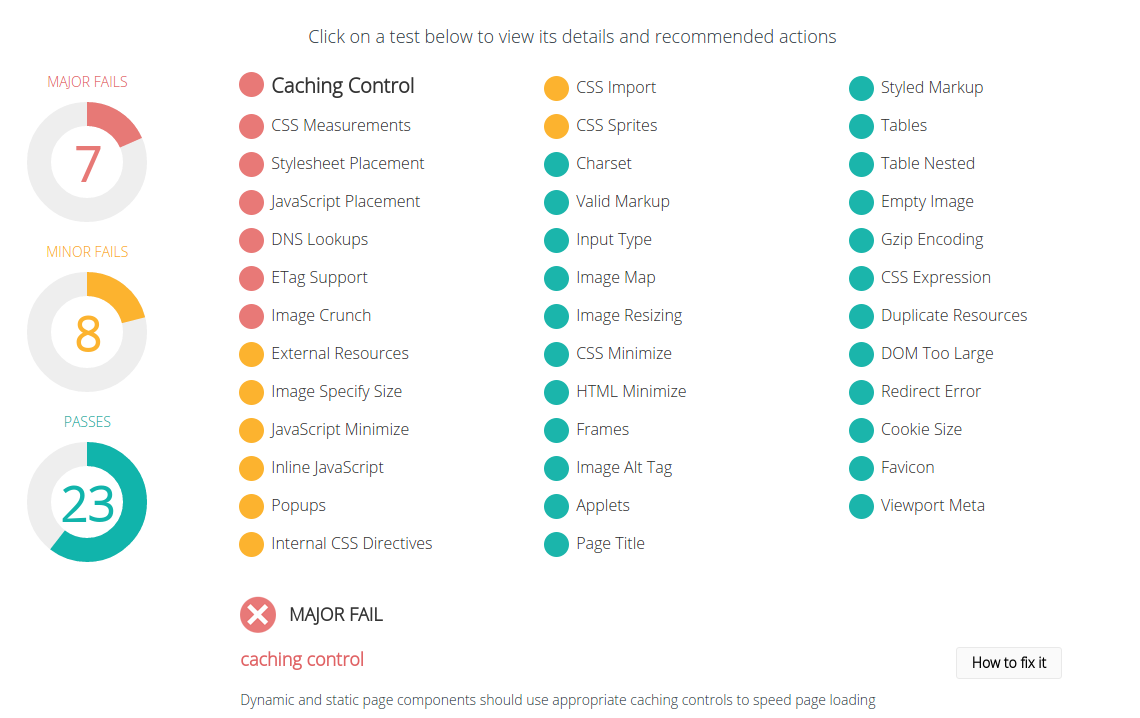 Click on a test below to view its details and recommended actions
MAJOR FAILS
7
MINOR FAILS
8
PASSES
23
Caching Control
CSS Measurements
Stylesheet Placement
JavaScript Placement
DNS Lookups
ETag Support
Image Crunch
External Resources
Image Specify Size
JavaScript Minimize
Inline JavaScript
Popups
Internal CSS Directives
CSS Import
CSS Sprites
Charset
Valid Markup
Input Type
Image Map
Image Resizing
CSS Minimize
HTML Minimize
Frames
Image Alt Tag
Applets
Page Title
Styled Markup
Tables
Table Nested
Empty Image
Gzip Encoding
CSS Expression
Duplicate Resources
DOM Too Large
Redirect Error
Cookie Size
Favicon
Viewport Meta
MAJOR FAIL
caching control
How to fix it
Dynamic and static page components should use appropriate caching controls to speed page loading